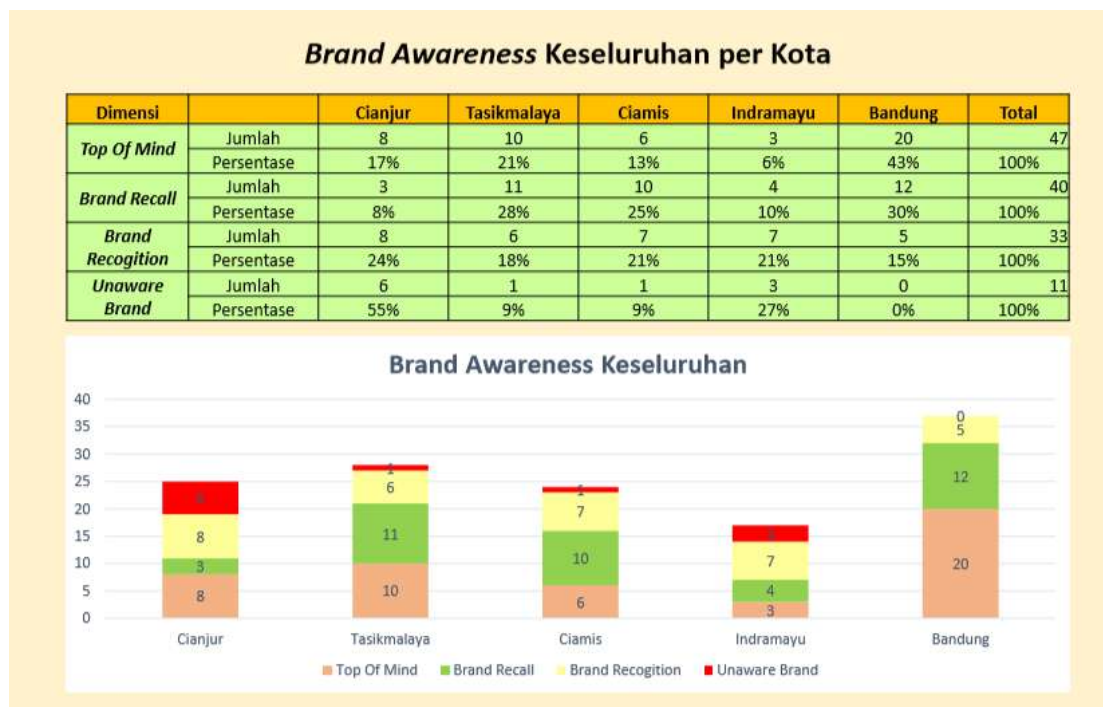 Brand Awareness Keseluruhan per Kota
Dimensi Cianjur Tasikmalaya Ciamis Indramayu Bandung Total
Top Of Mind Jumlah 8 10 6 3 20 47
Persentase 17% 21% 13% 6% 43% 100%
Brand Recall Jumlah 3 11 10 4 12 40
Persentase 8% 28% 25% 10% 30% 100%
Brand Jumlah 8 6 7 7 5 33
Recogition Persentase 24% 18% 21% 21% 15% 100%
Unaware Jumlah 6 1 1 3 0 11
Brand Persentase 55% 9% 9% 27% 0% 100%
Brand Awareness Keseluruhan
40
35
30
25
20
15
10
5
0
6
8
3
8
1
6
11
10
1
7
10
6
3
7
4
3
0
5
12
20
Cianjur Tasikmalaya Ciamis Indramayu Bandung
Top Of Mind Brand Recall Brand Recogition Unaware Brand